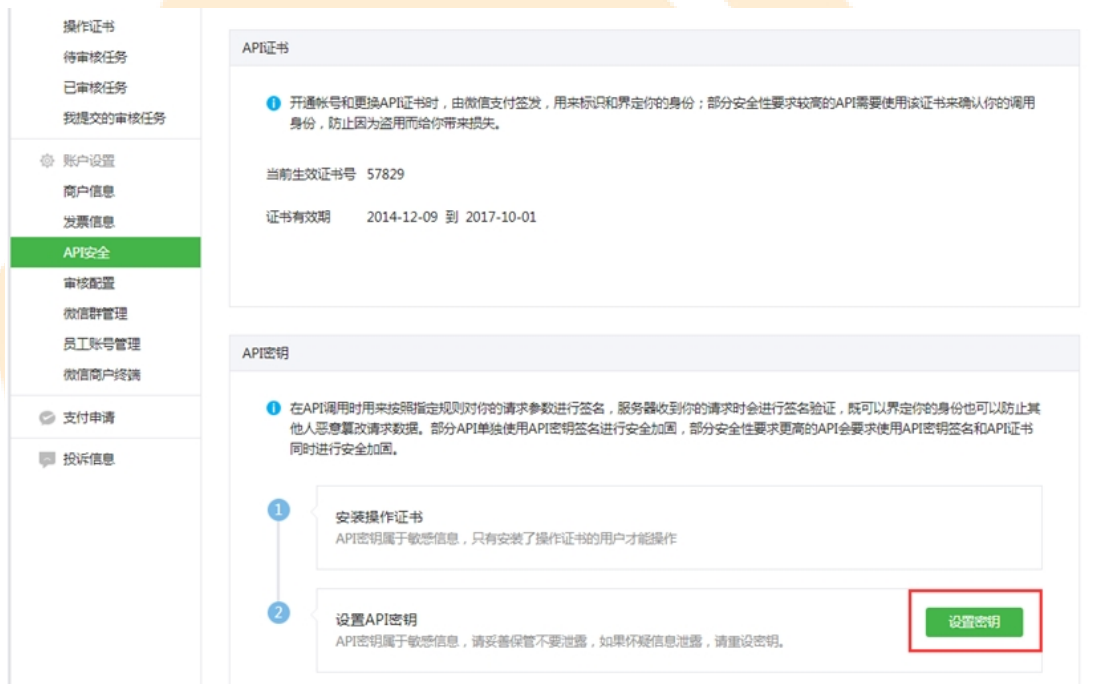 操作证书
待审核任务
已审核任务
我提交的审核任务
账户设置
商户信息
发票信息
API安全
审核配置
微信群管理
员工账号管理
微信商户终端
支付申请
投诉信息
API证书
开通帐号和更换API证书时，由微信支付签发，用来标识和界定你的身份；部分安全性要求较高的API需要使用该证书来确认你的调用
身份，防止因为盗用而给你带来损失。
当前生效证书号 57829
证书有效期 2014-12-09 到 2017-10-01
API密钥
在API调用时用来按照指定规则对你的请求参数进行签名，服务器收到你的请求时会进行签名验证，既可以界定你的身份也可以防止其
他人恶意篡改请求数据。部分API单独使用API密钥签名进行安全加固，部分安全性要求更高的API会要求使用API密钥签名和API证书
同时进行安全加固。
1
安装操作证书
API密钥属于敏感信息，只有安装了操作证书的用户才能操作
2
设置API密钥
API密钥属于敏感信息，请妥善保管不要泄露，如果怀疑信息泄露，请重设密钥。
设置密钥